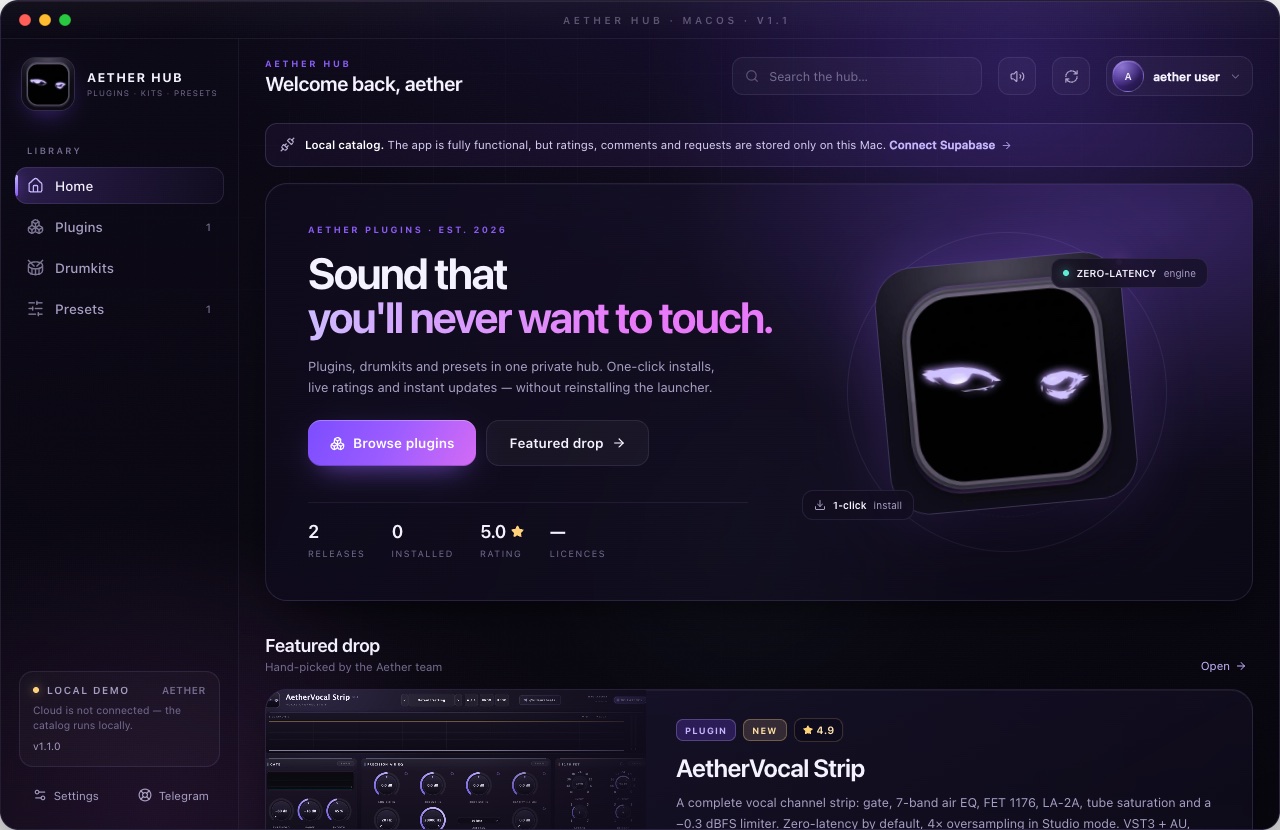 AETHER HUB · MACOS · V1.1
AETHER HUB
PLUGINS · KITS · PRESETS
LIBRARY
Home
Plugins 1
Drumkits
Presets 1
LOCAL DEMO AETHER
Cloud is not connected — the
catalog runs locally.
v1.1.0
Settings Telegram
AETHER HUB
Welcome back, aether
Search the hub...
A aether user
Local catalog. The app is fully functional, but ratings, comments and requests are stored only on this Mac. Connect Supabase →
AETHER PLUGINS · EST. 2026
Sound that
you'll never want to touch.
Plugins, drumkits and presets in one private hub. One-click installs,
live ratings and instant updates — without reinstalling the launcher.
Browse plugins Featured drop →
2 0 5.0 —
RELEASES INSTALLED RATING LICENCES
ZERO-LATENCY engine
1-click install
Featured drop
Hand-picked by the Aether team
Open →
AetherVocal Strip
PLUGIN NEW 4.9
AetherVocal Strip
A complete vocal channel strip: gate, 7-band air EQ, FET 1176, LA-2A, tube saturation and a
−0.3 dBFS limiter. Zero-latency by default, 4× oversampling in Studio mode. VST3 + AU,